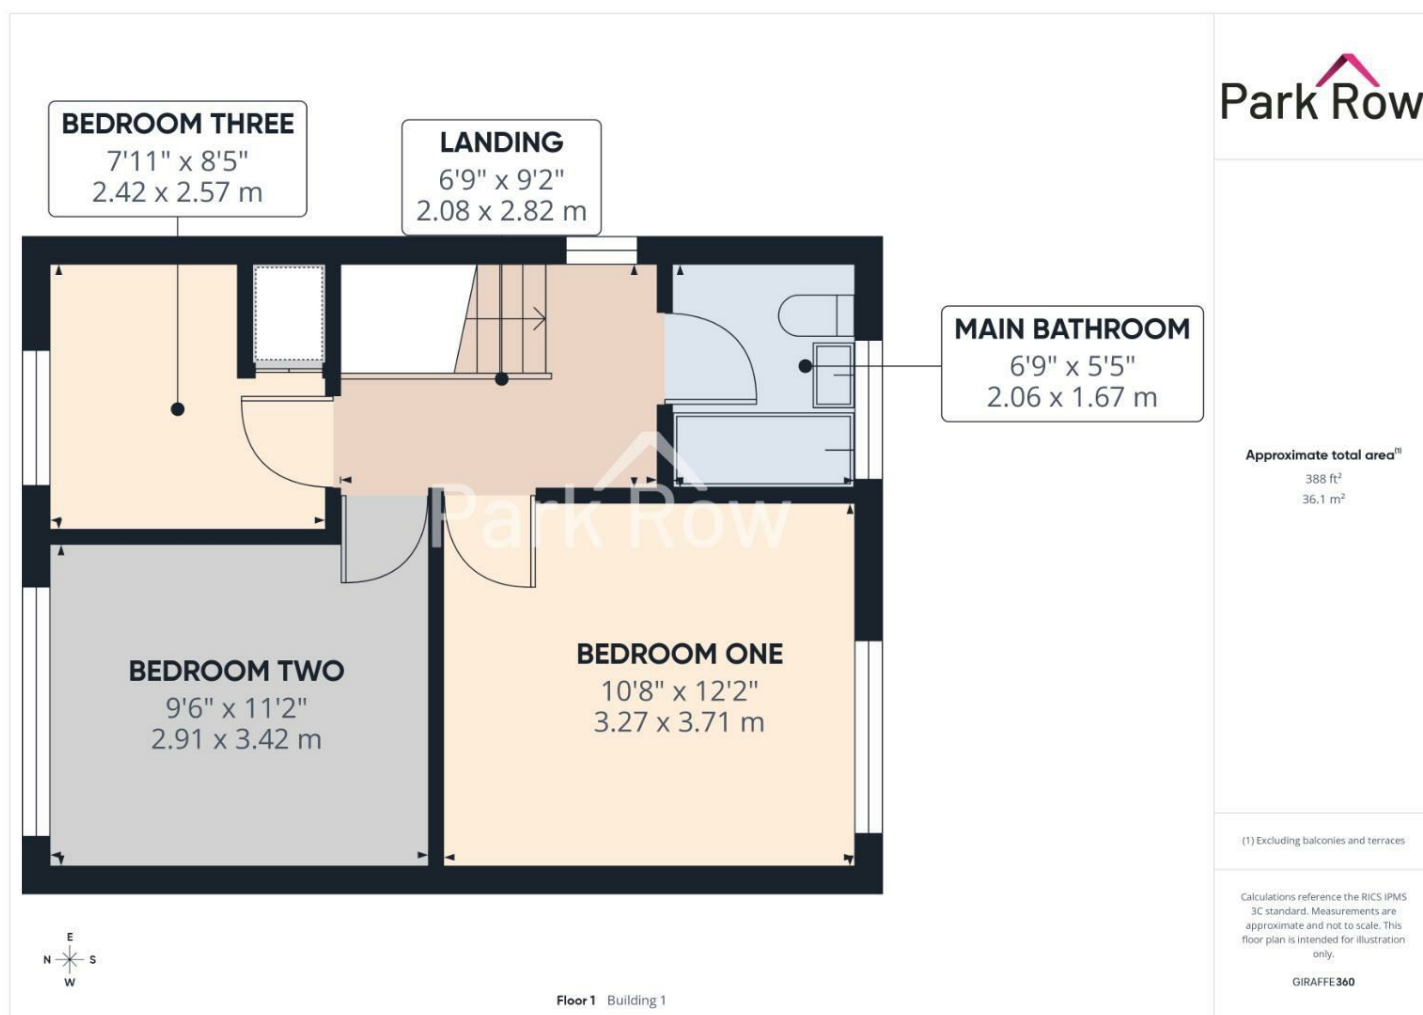 BEDROOM THREE
7'11" x 8'5"
2.42 x 2.57 m
LANDING
6'9" x 9'2"
2.08 x 2.82 m
MAIN BATHROOM
6'9" x 5'5"
2.06 x 1.67 m
Park Row
BEDROOM TWO
9'6" x 11'2"
2.91 x 3.42 m
BEDROOM ONE
10'8" x 12'2"
3.27 x 3.71 m
E
N S
W
Floor 1 Building 1
Park Row
Approximate total area(1)
388 ft²
36.1 m²
(1) Excluding balconies and terraces
Calculations reference the RICS IPMS
3C standard. Measurements are
approximate and not to scale. This
floor plan is intended for illustration
only.
GIRAFFE360